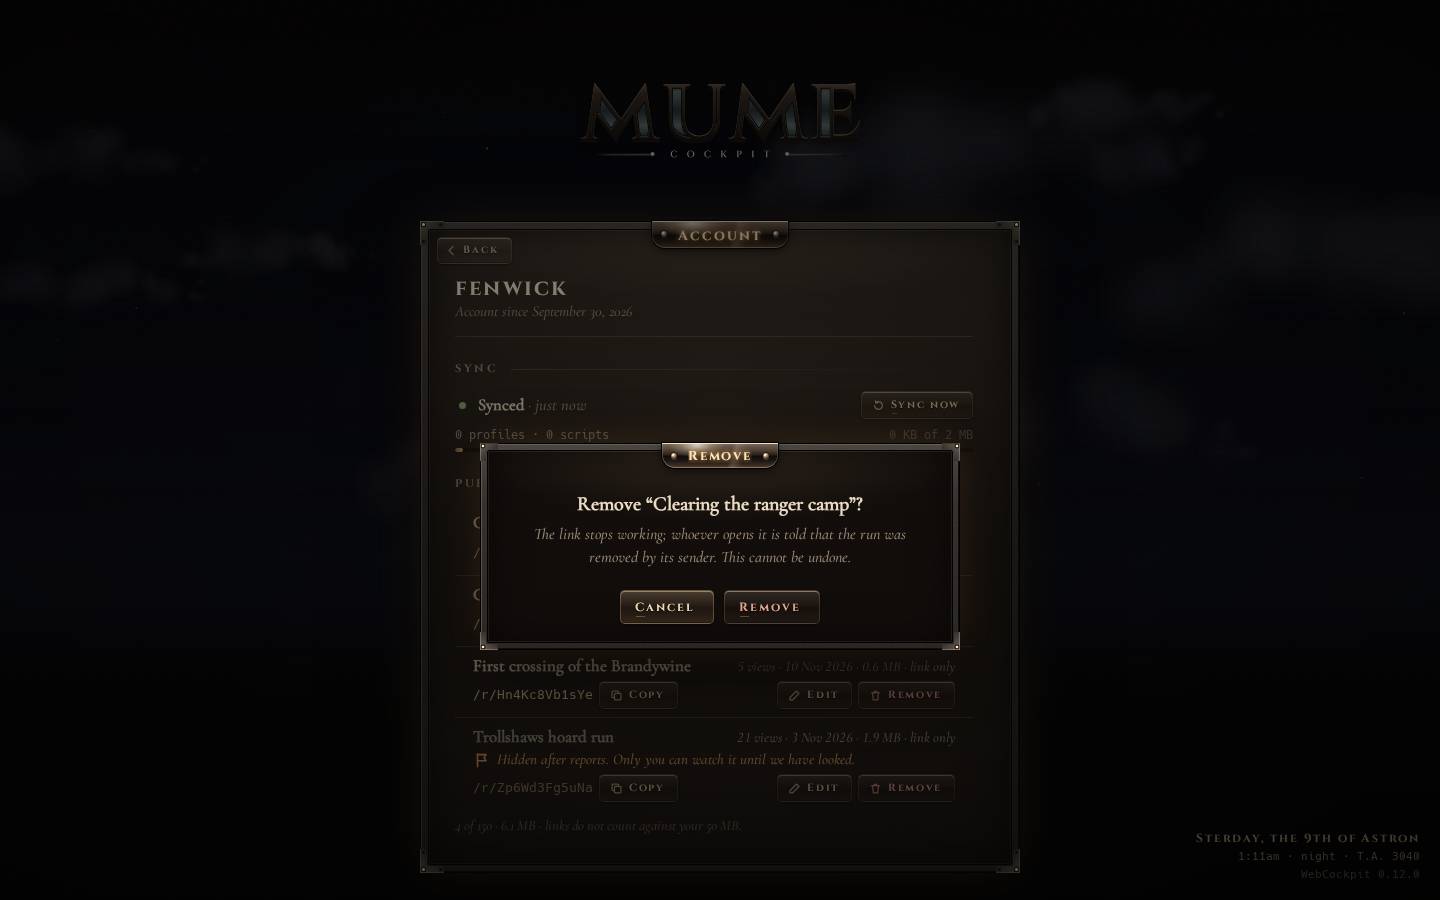 MUME
COCKPIT
ACCOUNT
BACK
FENWICK
Account since September 30, 2026
SYNC
Synced · just now
SYNC NOW
0 profiles · 0 scripts
0 KB of 2 MB
REMOVE
Remove “Clearing the ranger camp”?
The link stops working; whoever opens it is told that the run was
removed by its sender. This cannot be undone.
CANCEL
REMOVE
First crossing of the Brandywine
5 views · 10 Nov 2026 · 0.6 MB · link only
/r/Hn4Kc8Vb1sYe
COPY
EDIT
REMOVE
Trollshaws hoard run
21 views · 3 Nov 2026 · 1.9 MB · link only
Hidden after reports. Only you can watch it until we have looked.
/r/Zp6Wd3Fg5uNa
COPY
EDIT
REMOVE
4 of 150 · 6.1 MB · links do not count against your 50 MB.
STERDAY, THE 9TH OF ASTRON
1:11am · night · T.A. 3040
WebCockpit 0.12.0